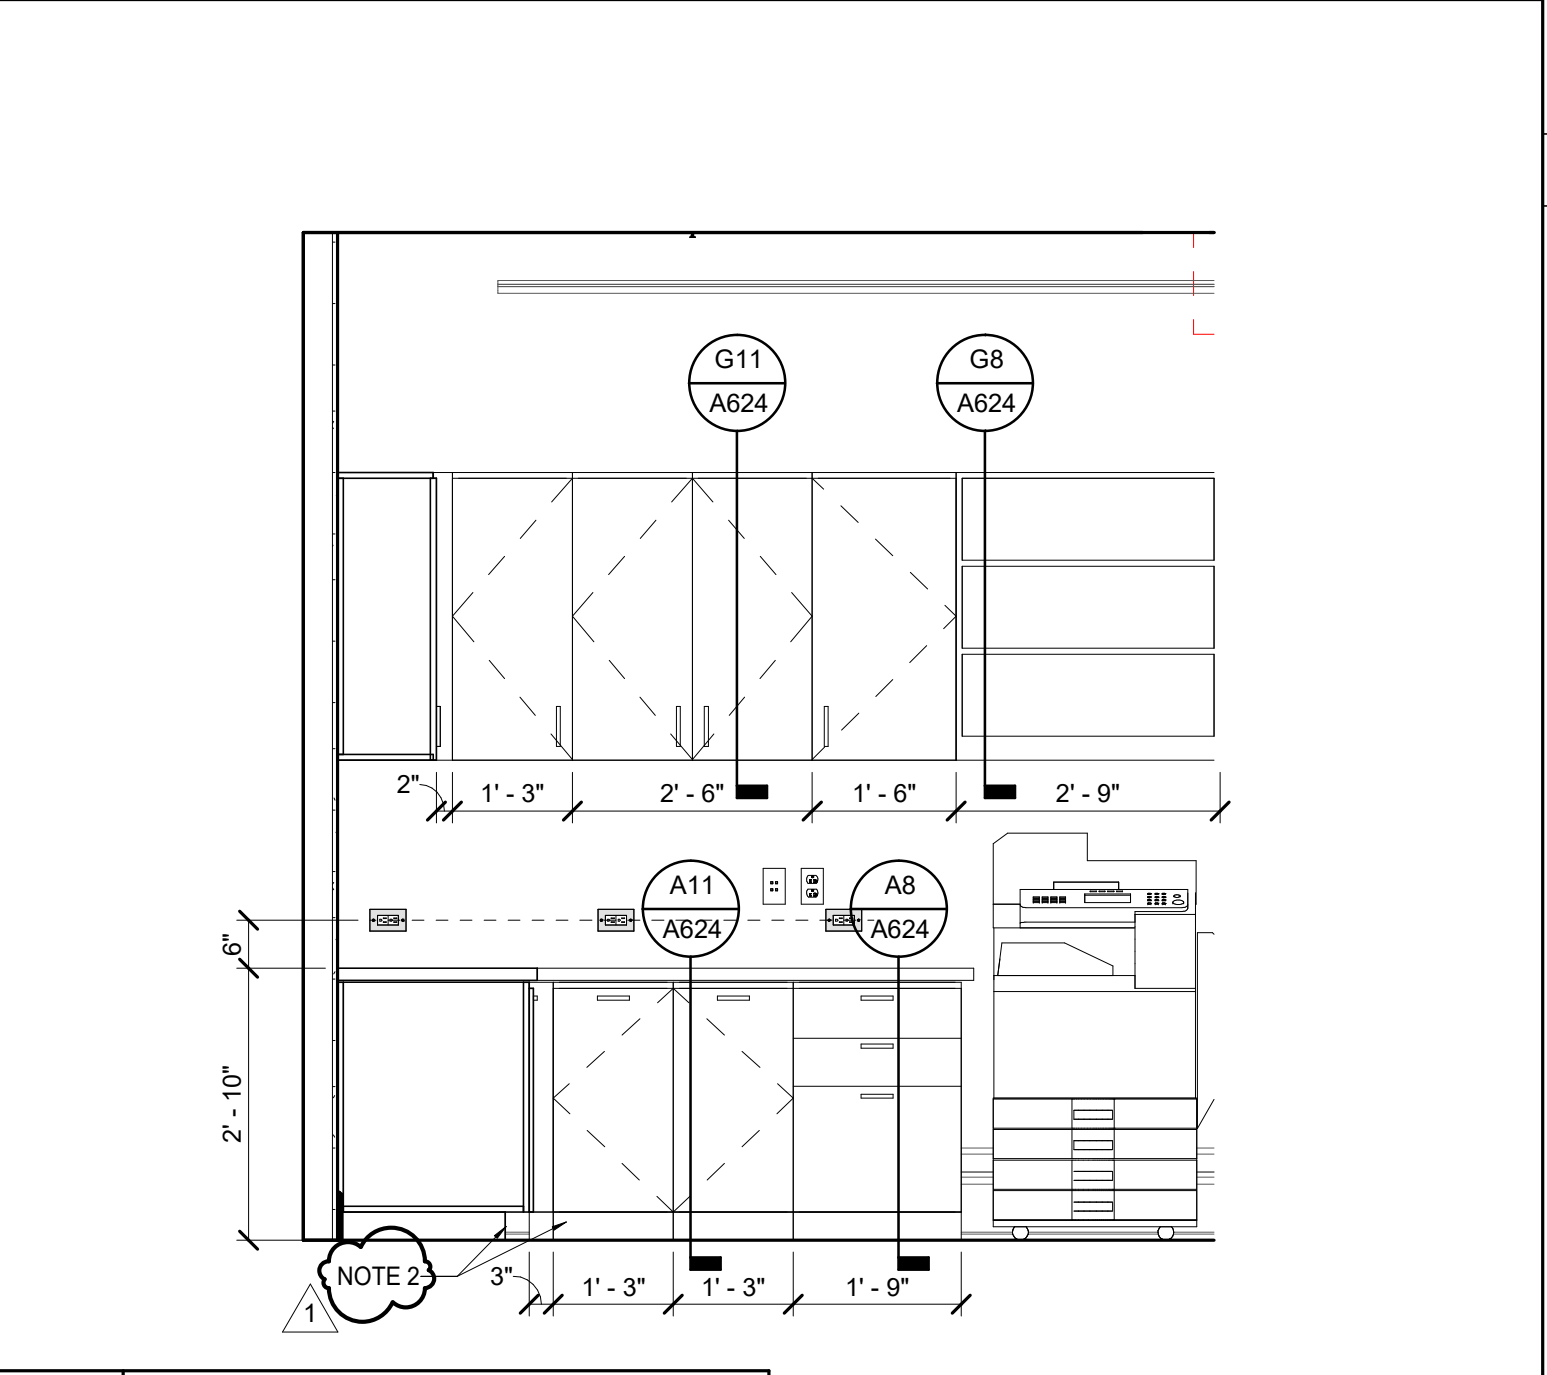 G11
A624
G8
A624
2"
1' - 3"
2' - 6"
1' - 6"
2' - 9"
A11
A624
A8
A624
6"
2' - 10"
NOTE 2
1
3"
1' - 3"
1' - 3"
1' - 9"